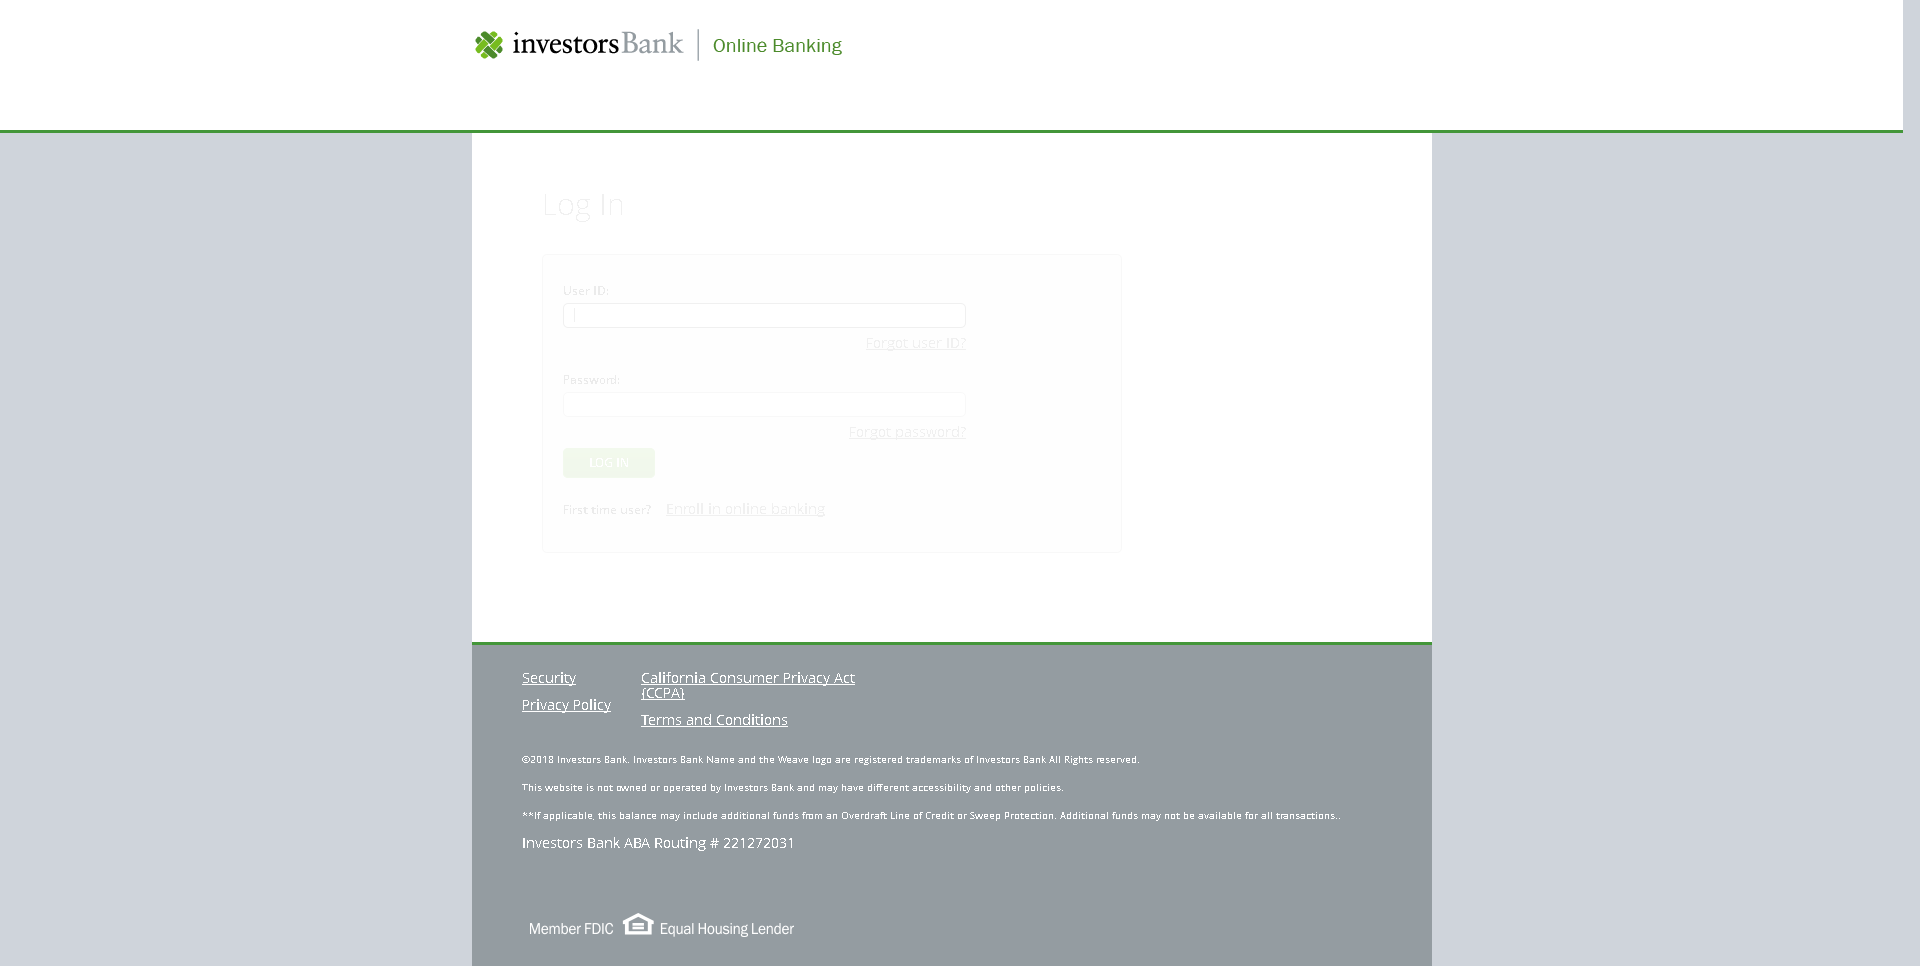 investorsBank | Online Banking
Log In
User ID:
Forgot user ID?
Password:
Forgot password?
LOG IN
First time user? Enroll in online banking
Security
Privacy Policy
California Consumer Privacy Act
(CCPA)
Terms and Conditions
©2018 Investors Bank. Investors Bank Name and the Weave logo are registered trademarks of Investors Bank All Rights reserved.
This website is not owned or operated by Investors Bank and may have different accessibility and other policies.
**If applicable, this balance may include additional funds from an Overdraft Line of Credit or Sweep Protection. Additional funds may not be available for all transactions..
Investors Bank ABA Routing # 221272031
Member FDIC Equal Housing Lender